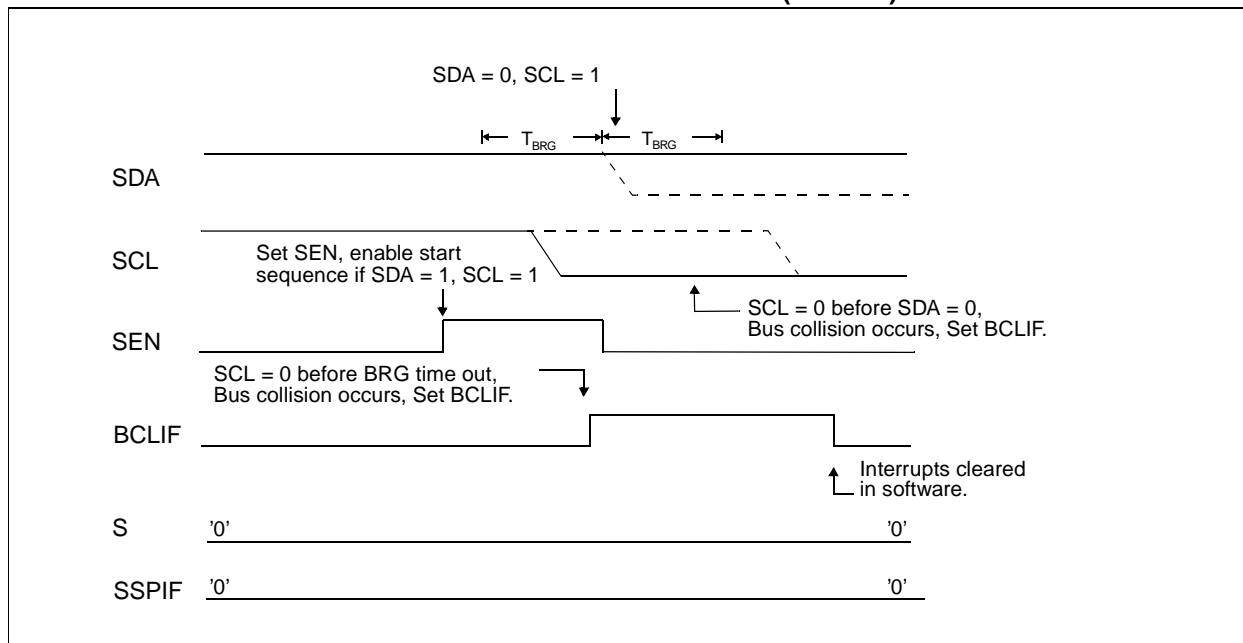 SDA = 0, SCL = 1
TBRG TBRG
SDA
SCL
Set SEN, enable start
sequence if SDA = 1, SCL = 1
SCL = 0 before SDA = 0,
Bus collision occurs, Set BCLIF.
SEN
SCL = 0 before BRG time out,
Bus collision occurs, Set BCLIF.
BCLIF
Interrupts cleared
in software.
S '0' '0'
SSPIF '0' '0'